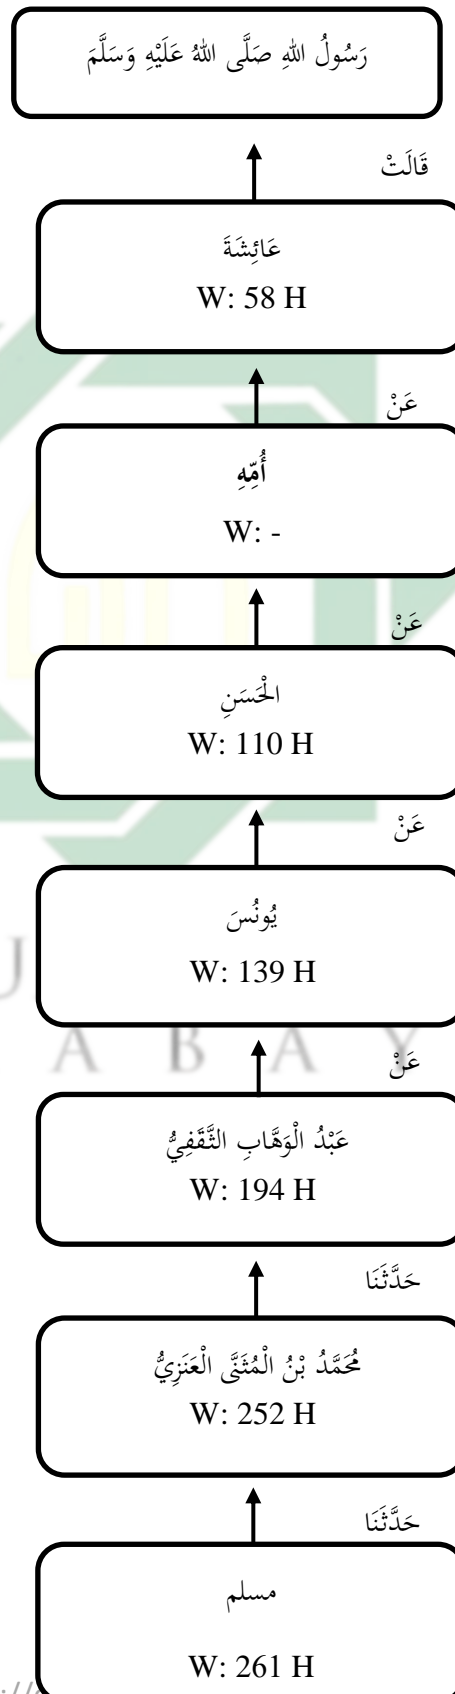 رَسُولُ اللهِ صَلَّى اللهُ عَلَيْهِ وَسَلَّمَ
قَالَتْ
عَائِشَةَ
W: 58 H
عَنْ
أُمِّهِ
W: -
عَنْ
الْحَسَنِ
W: 110 H
عَنْ
يُونُسَ
W: 139 H
U
A B A Y
عَنْ
عَبْدُ الْوَهَّابِ الثَّقَفِيُّ
W: 194 H
حَدَّثَنَا
مُحَمَّدُ بْنُ الْمُثَنَّى الْعَنَزِيُّ
W: 252 H
حَدَّثَنَا
مسلم
W: 261 H